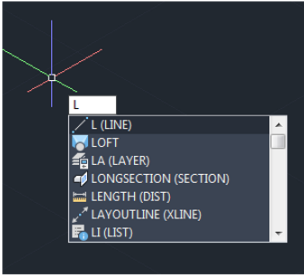 L
L (LINE)
LOFT
LA (LAYER)
LONGSECTION (SECTION)
LENGTH (DIST)
LAYOUTLINE (XLINE)
LI (LIST)